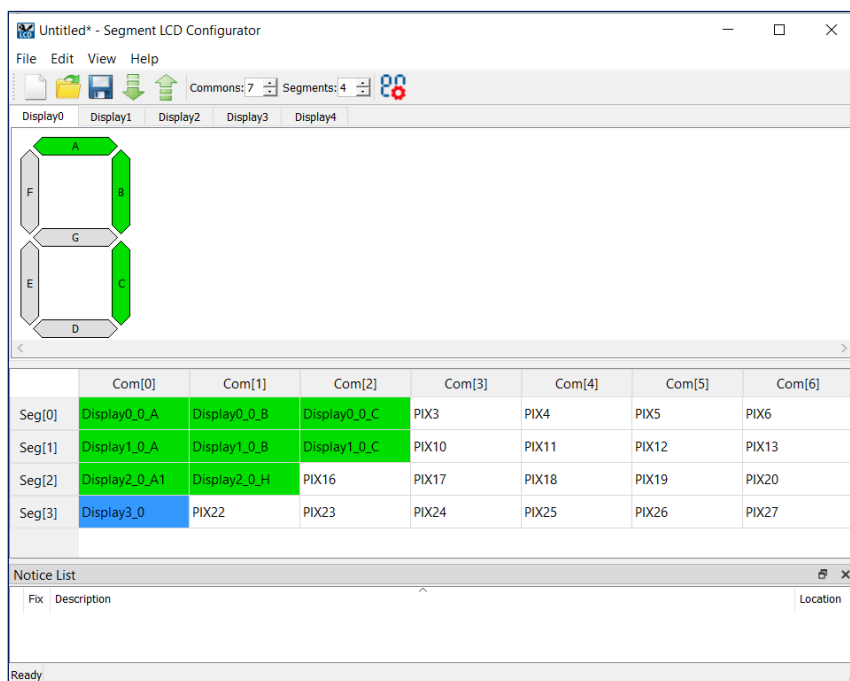 Untitled* - Segment LCD Configurator
File Edit View Help
Commons: 7 Segments: 4
Display0 Display1 Display2 Display3 Display4
A
F B
G
E C
D
Com[0] Com[1] Com[2] Com[3] Com[4] Com[5] Com[6]
Seg[0] Display0_0_A Display0_0_B Display0_0_C PIX3 PIX4 PIX5 PIX6
Seg[1] Display1_0_A Display1_0_B Display1_0_C PIX10 PIX11 PIX12 PIX13
Seg[2] Display2_0_A1 Display2_0_H PIX16 PIX17 PIX18 PIX19 PIX20
Seg[3] Display3_0 PIX22 PIX23 PIX24 PIX25 PIX26 PIX27
Notice List
Fix Description Location
Ready